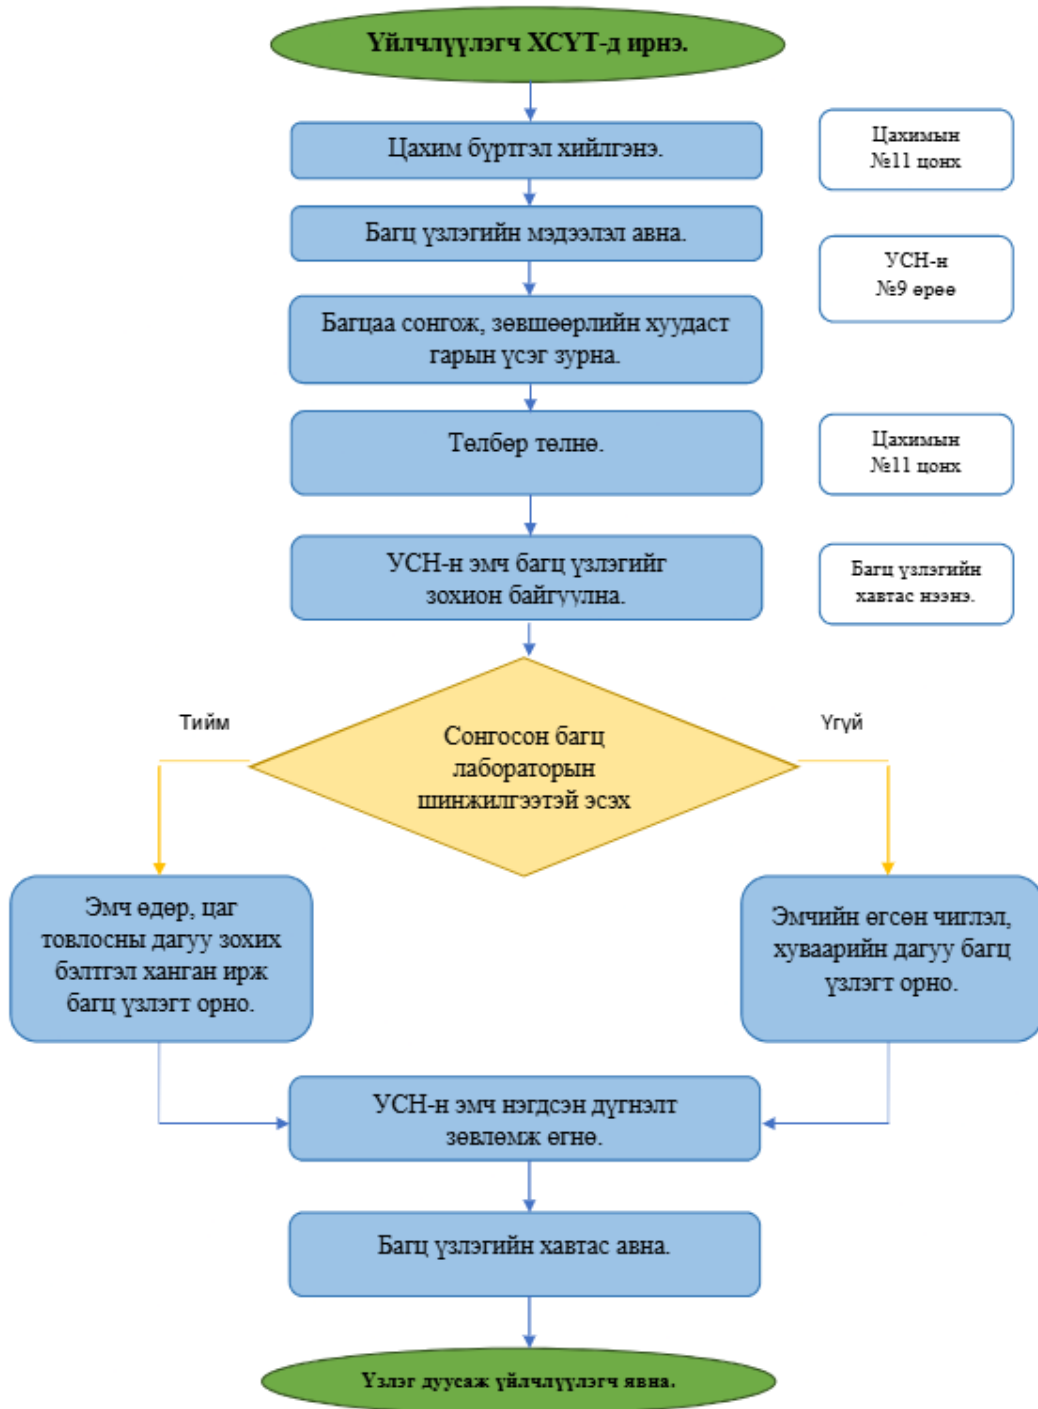 Үйлчлүүлэгч ХСҮТ-д ирнэ.
Цахим бүртгэл хийлгэнэ.
Цахимын
№11 цонх
Багц үзлэгийн мэдээлэл авна.
УСН-н
№9 өрөө
Багцаа сонгож, зөвшөөрлийн хуудаст
гарын үсэг зурна.
Төлбөр төлнө.
Цахимын
№11 цонх
УСН-н эмч багц үзлэгийг
зохион байгуулна.
Багц үзлэгийн
хавтас нээнэ.
Тийм
Үгүй
Сонгосон багц
лабораторын
шинжилгээтэй эсэх
Эмч өдөр, цаг
товлосны дагуу зохих
бэлтгэл ханган ирж
багц үзлэгт орно.
Эмчийн өгсөн чиглэл,
хуваарийн дагуу багц
үзлэгт орно.
УСН-н эмч нэгдсэн дүгнэлт
зөвлөмж өгнө.
Багц үзлэгийн хавтас авна.
Үзлэг дуусаж үйлчлүүлэгч явна.